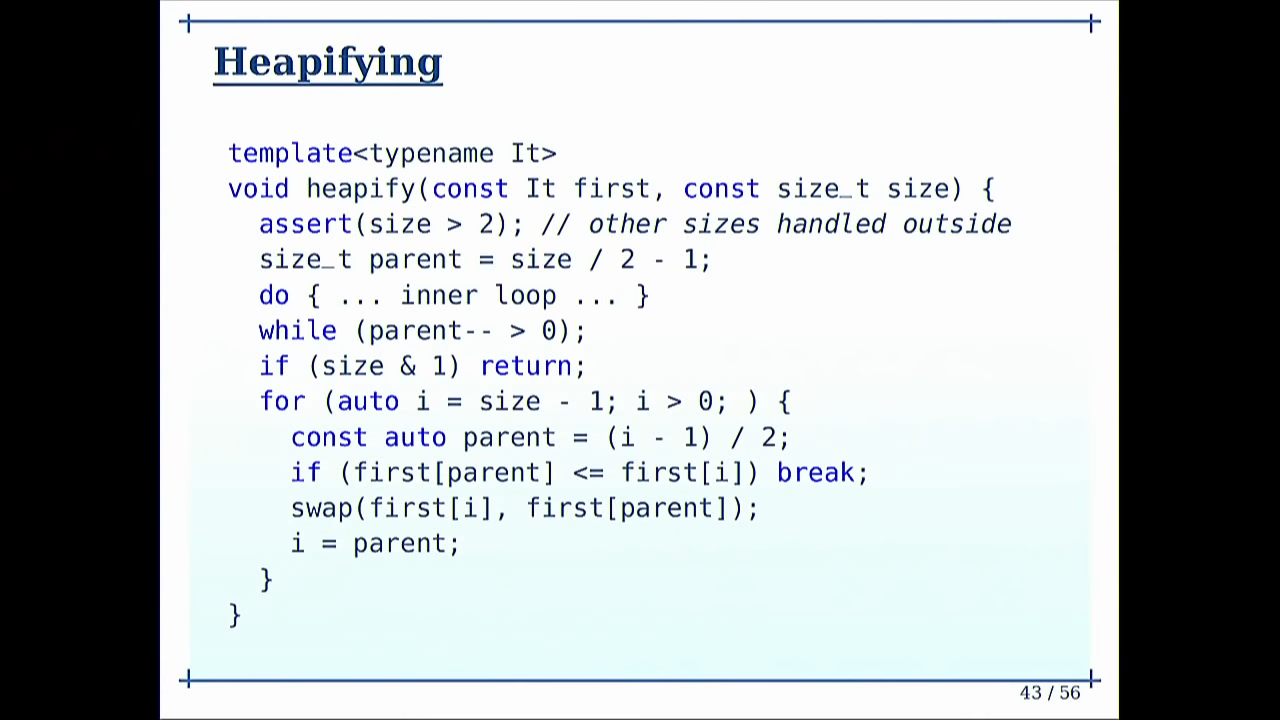 Heapifying
template<typename It>
void heapify(const It first, const size_t size) {
  assert(size > 2); // other sizes handled outside
  size_t parent = size / 2 - 1;
  do { ... inner loop ... }
  while (parent-- > 0);
  if (size & 1) return;
  for (auto i = size - 1; i > 0; ) {
    const auto parent = (i - 1) / 2;
    if (first[parent] <= first[i]) break;
    swap(first[i], first[parent]);
    i = parent;
  }
}
43 / 56